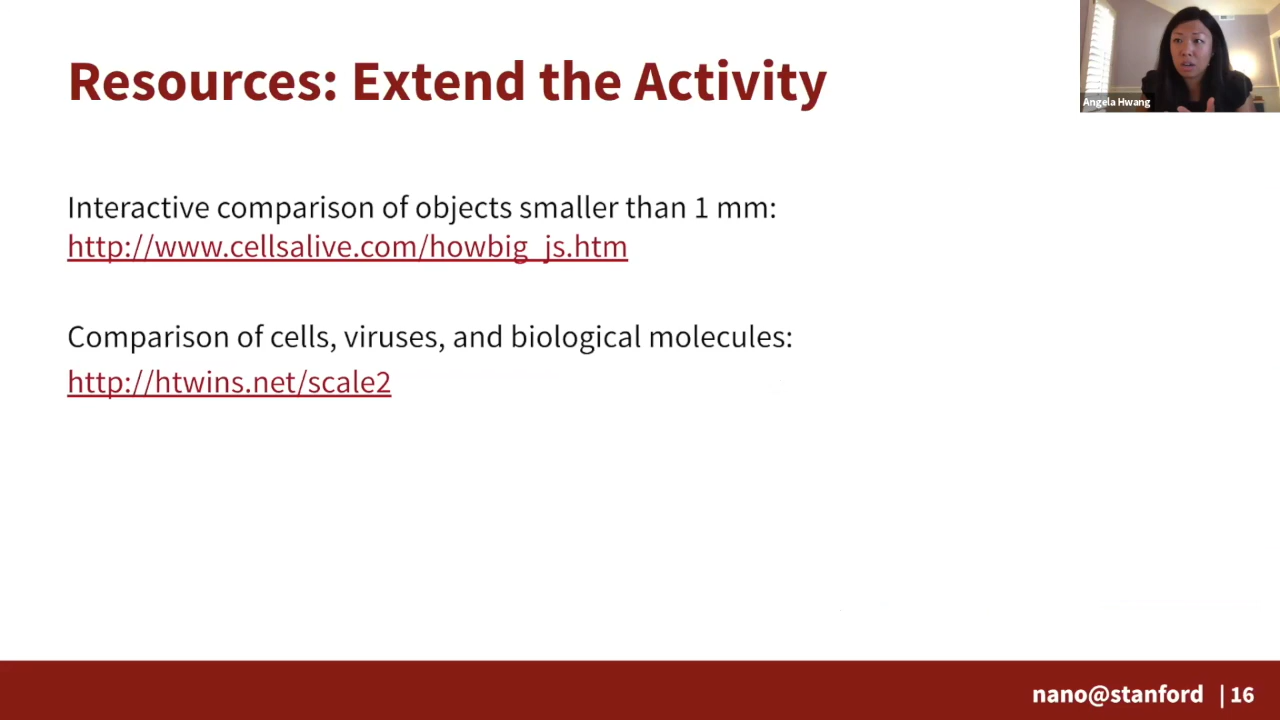 Resources: Extend the Activity
Angela Hwang
Interactive comparison of objects smaller than 1 mm:
http://www.cellsalive.com/howbig_js.htm
Comparison of cells, viruses, and biological molecules:
http://htwins.net/scale2
nano@stanford | 16